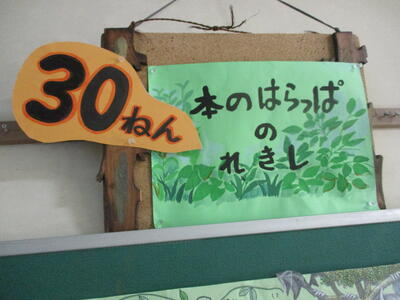 30ねん
本のはらっぱ
の
れきし